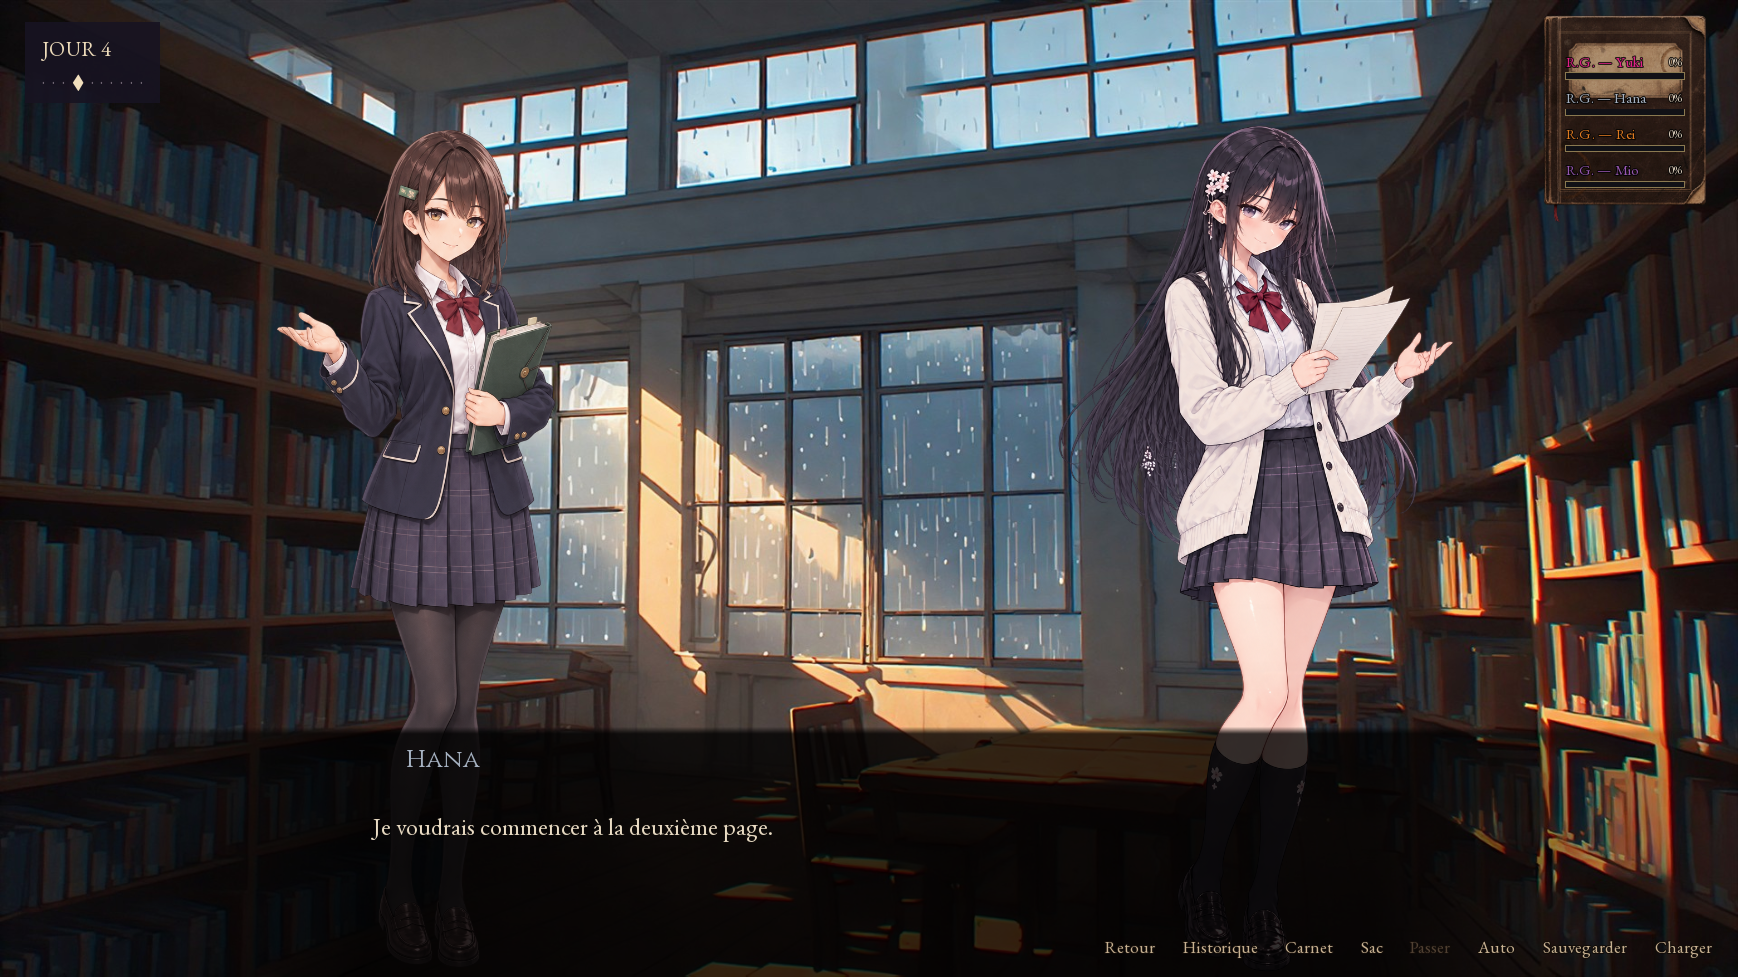 JOUR 4
R.G. — Yuki 0%
R.G. — Hana 0%
R.G. — Rei 0%
R.G. — Mio 0%
HANA
Je voudrais commencer à la deuxième page.
Retour Historique Carnet Sac Passer Auto Sauvegarder Charger